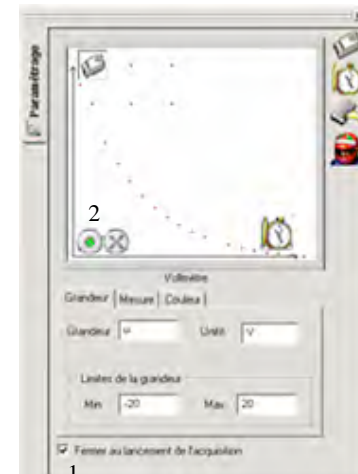 Paramétrage
2
Voltmètre
Grandeur Mesure Couleur
Grandeur Unité V
Limites de la grandeur
Min -20 Max 20
Fermer au lancement de l'acquisition
1